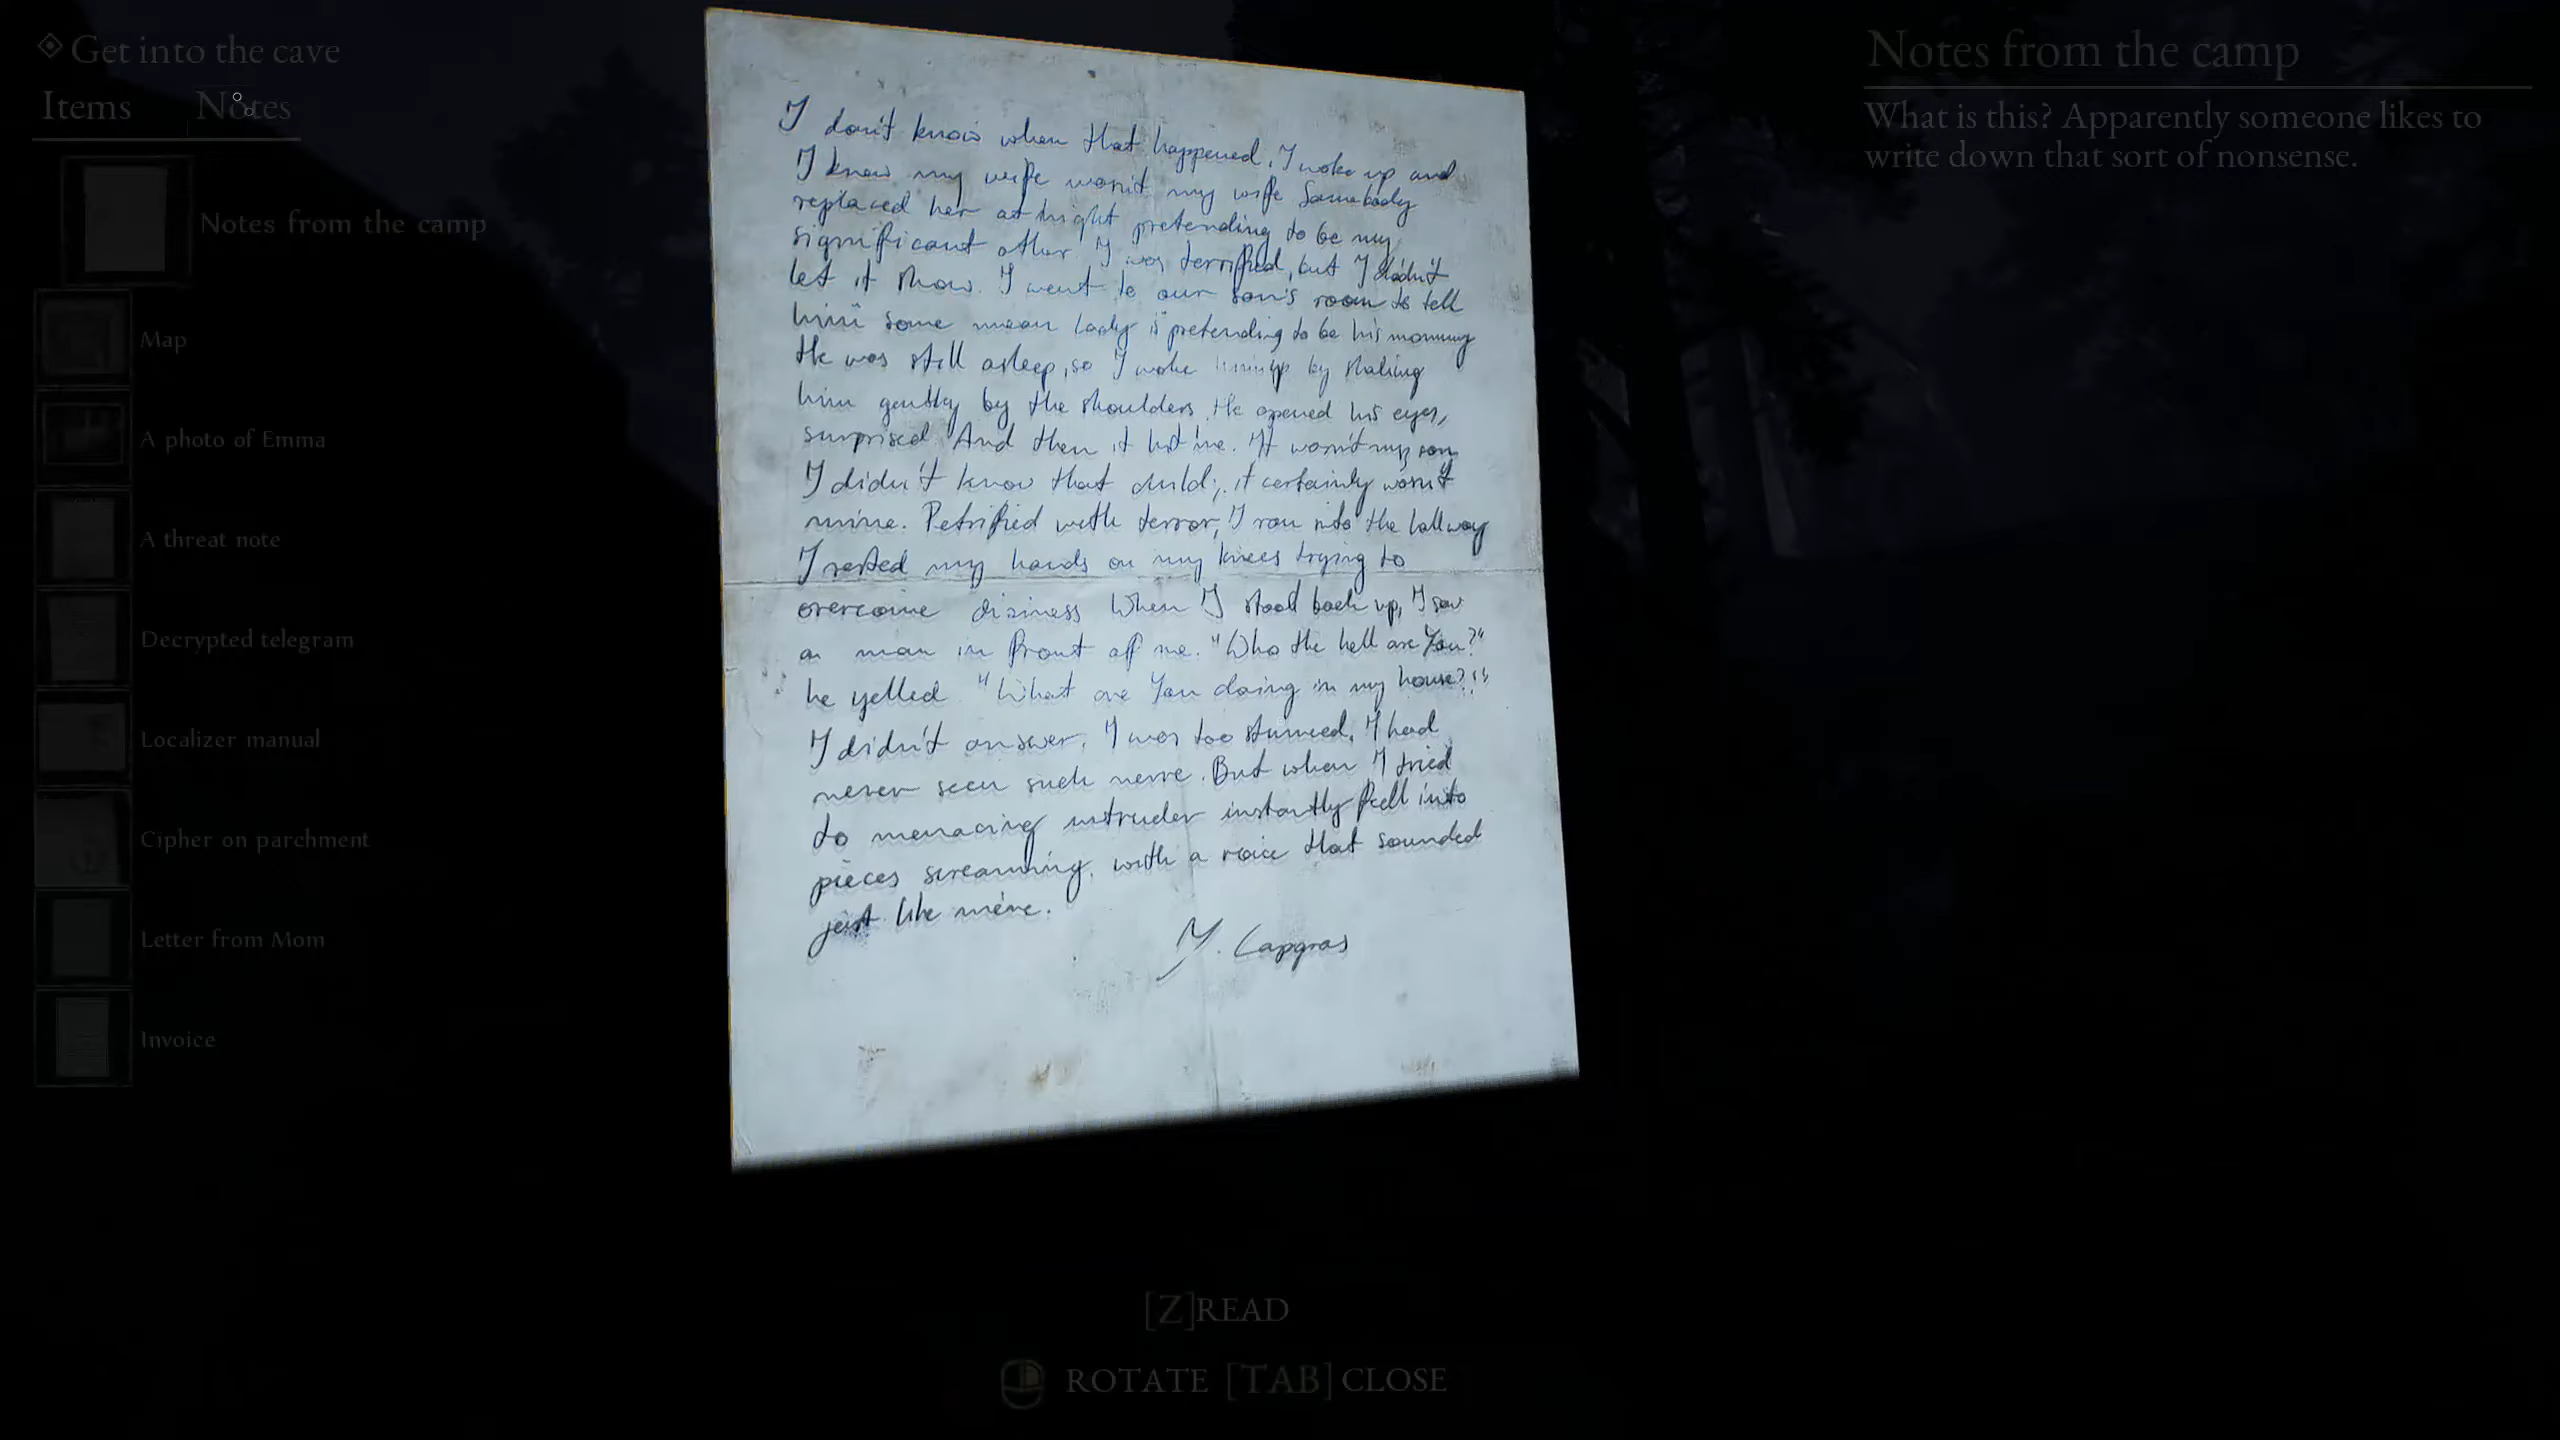 Get into the cave
Items Notes
Notes from the camp
Map
A photo of Emma
A threat note
Decrypted telegram
Localizer manual
Cipher on parchment
Letter from Mom
Invoice
I don't know when that happened. I woke up and
I knew my wife wasn't my wife Somebody
replaced her at night pretending to be my
significant other I was terrified, but I didn't
let it show. I went to our son's room to tell
him some mean lady is pretending to be his mommy
He was still asleep, so I woke him up by shaking
him gently by the shoulders. He opened his eyes,
surprised. And then it hit me. It wasn't my son
I didn't know that child; it certainly wasn't
mine. Petrified with terror, I ran into the hallway
I rested my hands on my knees trying to
overcome diziness When I stood back up, I saw
a man in front of me. "Who the hell are You?"
he yelled "What are You doing in my house?!"
I didn't answer. I was too stunned. I had
never seen such nerve. But when I tried
to menacing intruder instantly fell into
pieces screaming with a voice that sounded
just like mine.
M. Capgras
Notes from the camp
What is this? Apparently someone likes to
write down that sort of nonsense.
[Z] READ
ROTATE [TAB] CLOSE